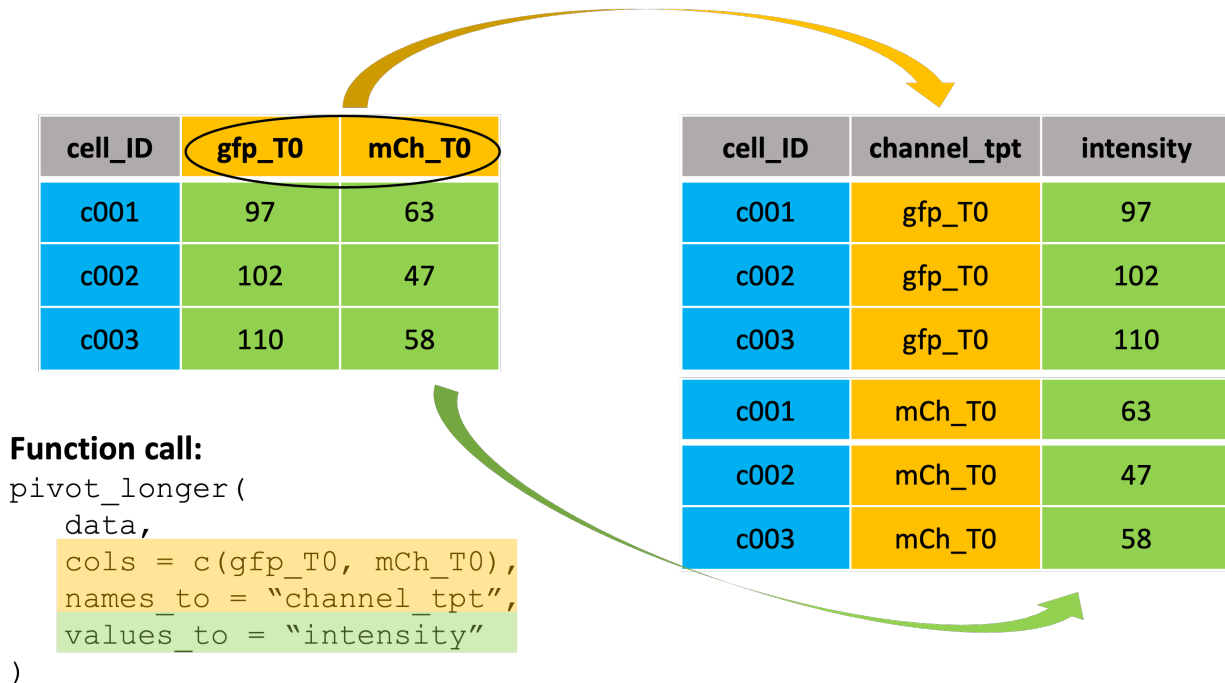 cell_ID gfp_T0 mCh_T0
c001 97 63
c002 102 47
c003 110 58
cell_ID channel_tpt intensity
c001 gfp_T0 97
c002 gfp_T0 102
c003 gfp_T0 110
c001 mCh_T0 63
c002 mCh_T0 47
c003 mCh_T0 58
Function call:
pivot_longer(
data,
cols = c(gfp_T0, mCh_T0),
names_to = “channel_tpt”,
values_to = “intensity”
)